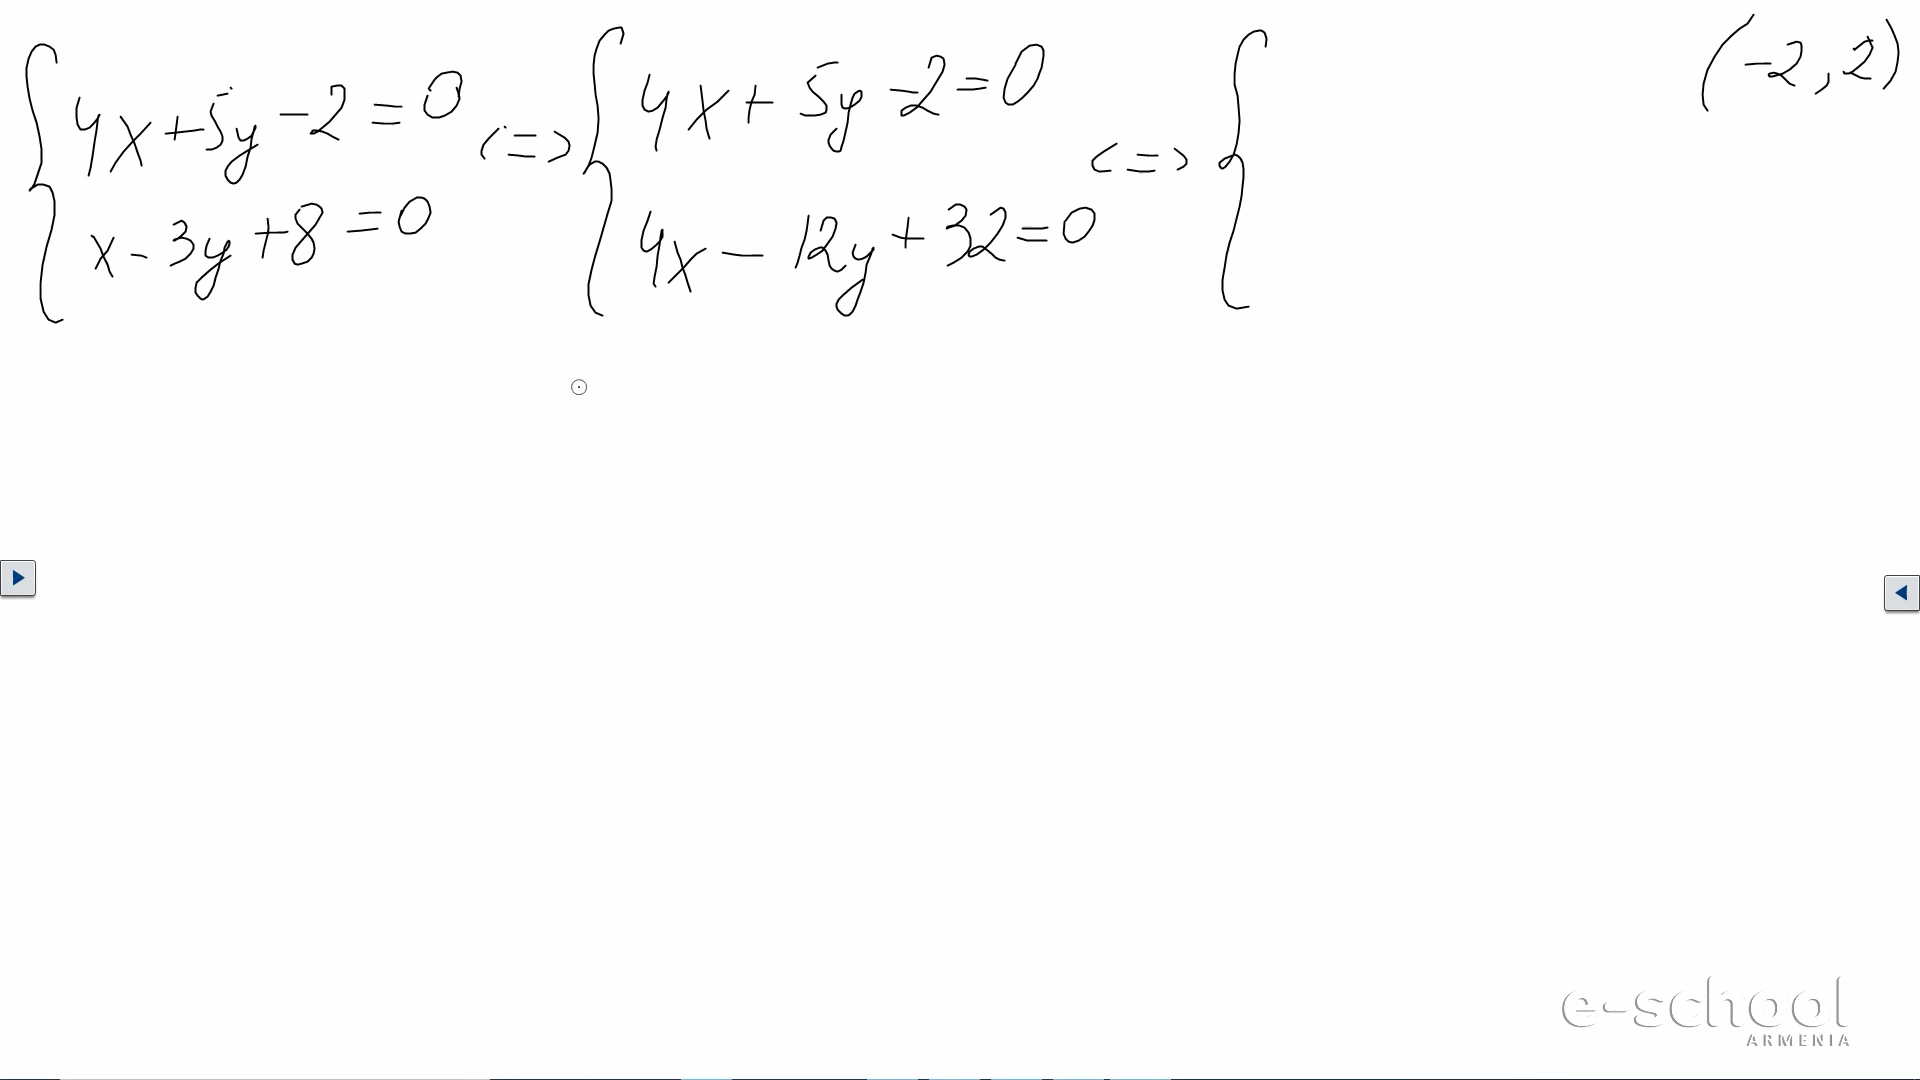 { 4x+5y-2=0 <=> { 4x+5y-2=0 <=> { (-2,2)
x-3y+8=0 4x-12y+32=0
e-school
ARMENIA